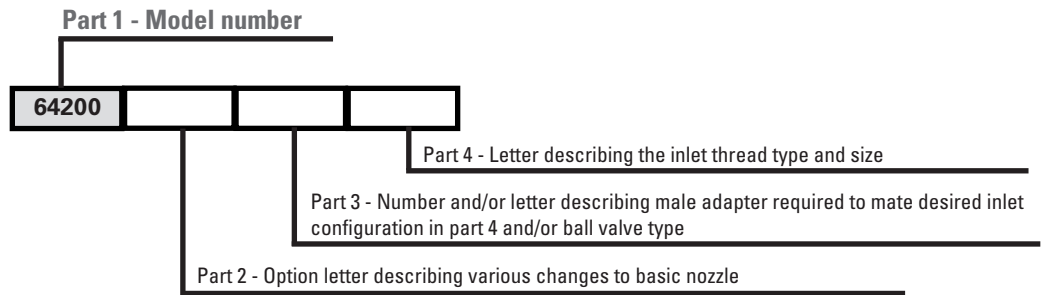 Part 1 - Model number
64200
Part 4 - Letter describing the inlet thread type and size
Part 3 - Number and/or letter describing male adapter required to mate desired inlet
configuration in part 4 and/or ball valve type
Part 2 - Option letter describing various changes to basic nozzle